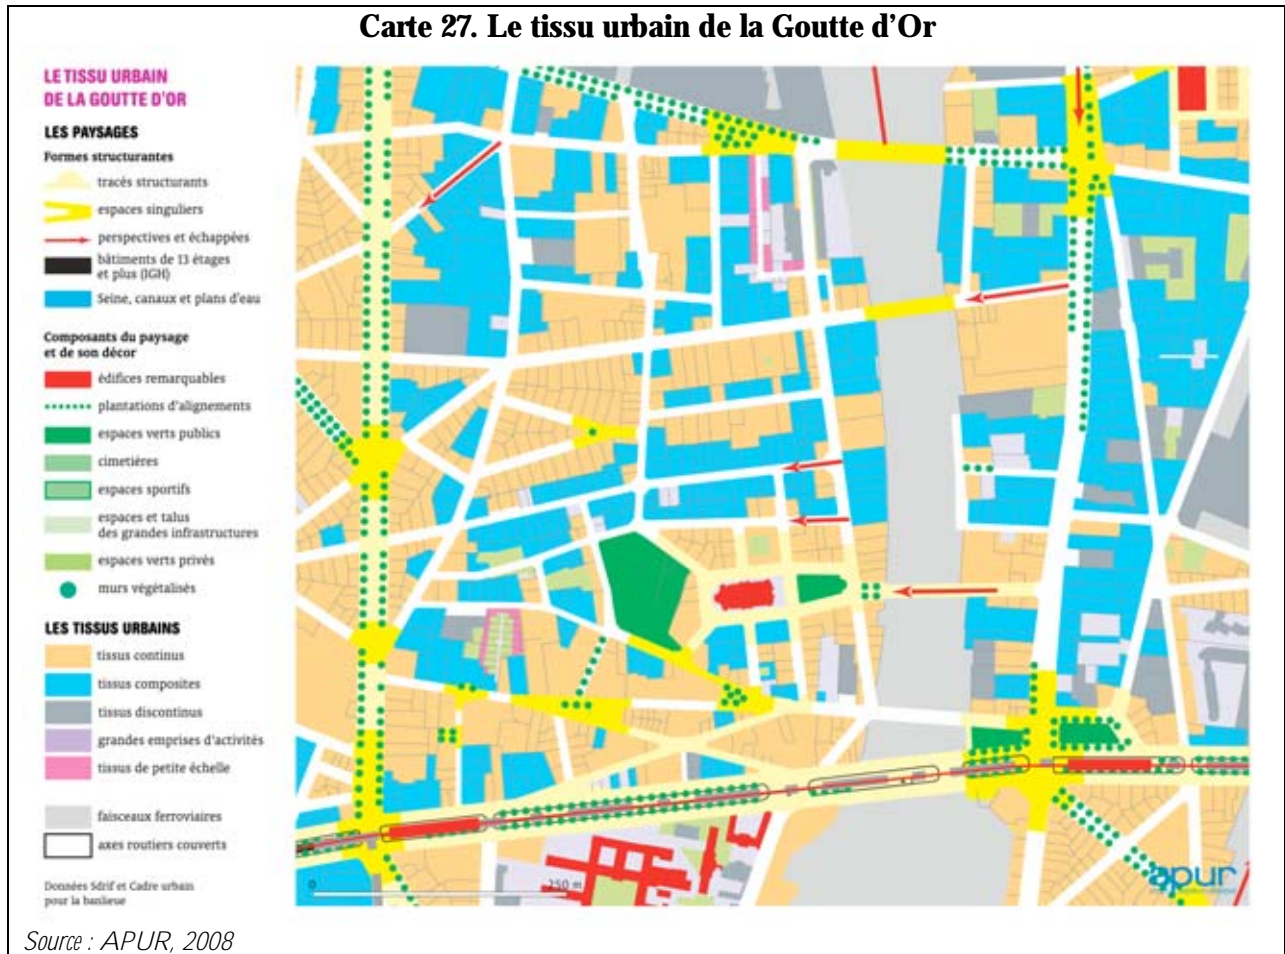 Carte 27. Le tissu urbain de la Goutte d'Or
LE TISSU URBAIN
DE LA GOUTTE D'OR
LES PAYSAGES
Formes structurantes
tracés structurants
espaces singuliers
perspectives et échappées
bâtiments de 13 étages
et plus (IGH)
Seine, canaux et plans d'eau
Composants du paysage
et de son décor
édifices remarquables
plantations d'alignements
espaces verts publics
cimetières
espaces sportifs
espaces et talus
des grandes infrastructures
espaces verts privés
murs végétalisés
LES TISSUS URBAINS
tissus continus
tissus composites
tissus discontinus
grandes emprises d'activités
tissus de petite échelle
faisceaux ferroviaires
axes routiers couverts
Données Sdrif et Cadre urbain
pour la banlieue
0 250 m
apur
Source : APUR, 2008